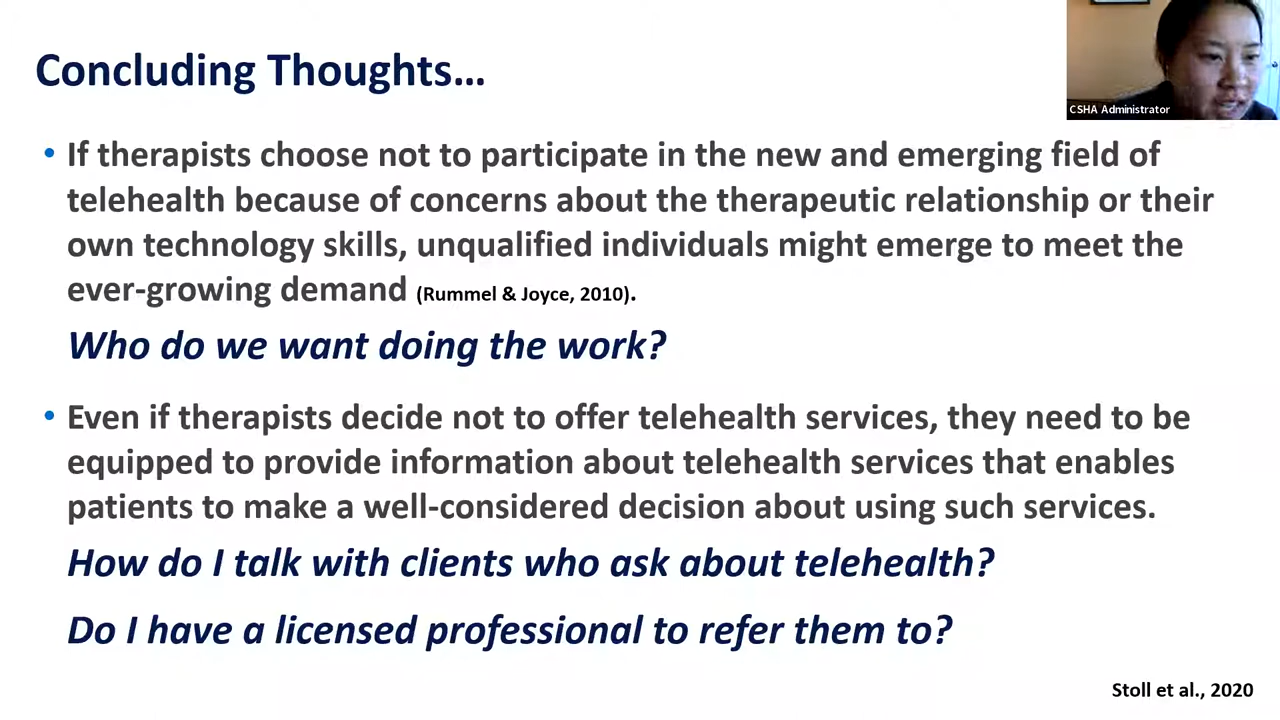 Concluding Thoughts...
CSHA Administrator
• If therapists choose not to participate in the new and emerging field of
telehealth because of concerns about the therapeutic relationship or their
own technology skills, unqualified individuals might emerge to meet the
ever-growing demand (Rummel & Joyce, 2010).
Who do we want doing the work?
• Even if therapists decide not to offer telehealth services, they need to be
equipped to provide information about telehealth services that enables
patients to make a well-considered decision about using such services.
How do I talk with clients who ask about telehealth?
Do I have a licensed professional to refer them to?
Stoll et al., 2020